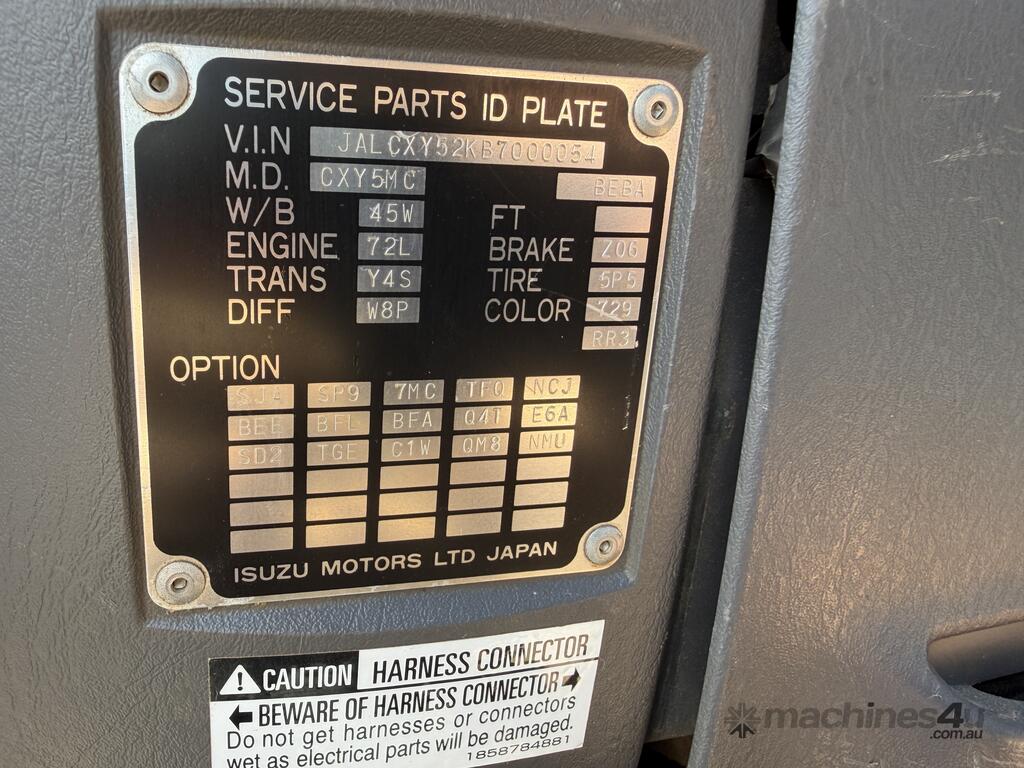 SERVICE PARTS ID PLATE
V.I.N JALCXY52KB7000054
M.D. CXY5MC BEBA
W/B 45W FT
ENGINE 72L BRAKE Z06
TRANS Y4S TIRE 5P5
DIFF W8P COLOR 729
RR3
OPTION
SJA SP9 7MC TFQ NCJ
BEE BFL BFA Q4T E6A
SD2 TGE C1W QM8 NMU
ISUZU MOTORS LTD JAPAN
CAUTION HARNESS CONNECTOR
BEWARE OF HARNESS CONNECTOR
Do not get harnesses or connectors
wet as electrical parts will be damaged.
1858784881
machines4u
.com.au